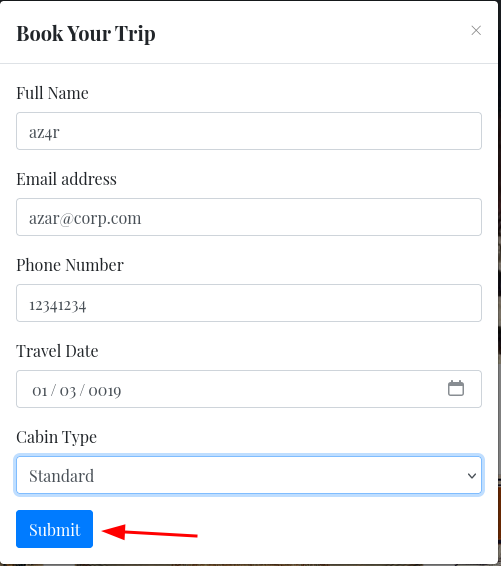 Book Your Trip
×
Full Name
az4r
Email address
azar@corp.com
Phone Number
12341234
Travel Date
01 / 03 / 0019
Cabin Type
Standard
Submit